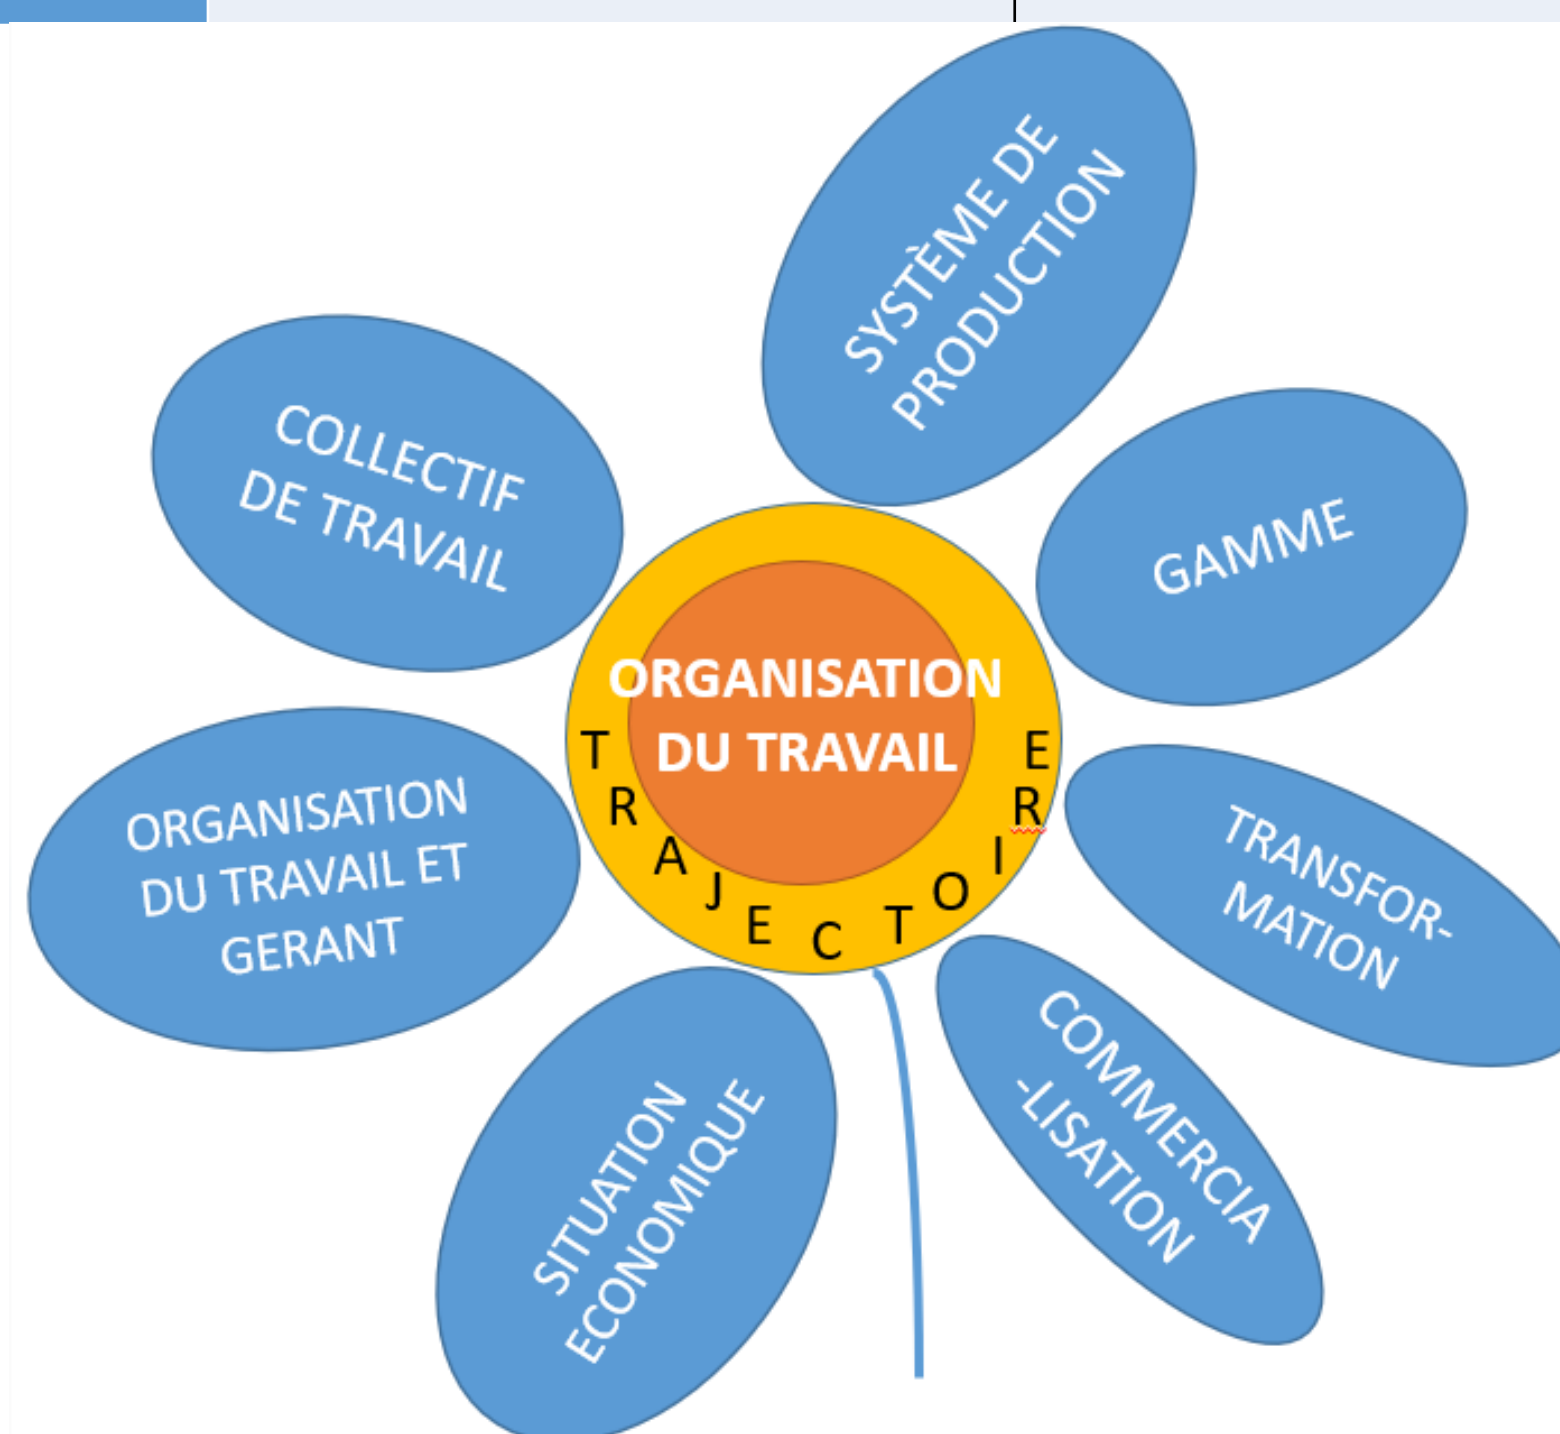 SYSTÈME DE
PRODUCTION
COLLECTIF
DE TRAVAIL
GAMME
ORGANISATION
DU TRAVAIL
TRAJECTOIRE
ORGANISATION
DU TRAVAIL ET
GERANT
TRANSFOR-
MATION
COMMERCIA
-LISATION
SITUATION
ECONOMIQUE